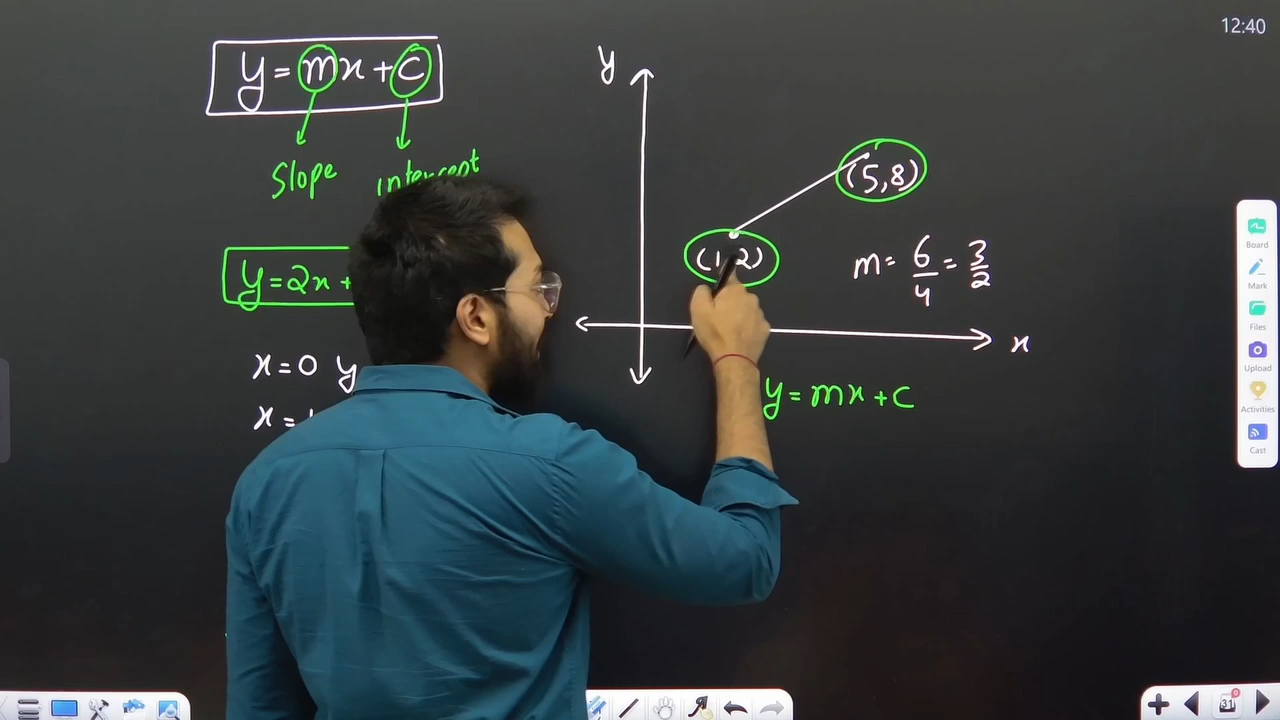 12:40
y = mx + c
Slope
intercept
y = 2x +
x = 0 y
x =
y
(5,8)
(1,2)
m = 6/4 = 3/2
x
y = mx + c
Board
Mark
Files
Upload
Activities
Cast
31